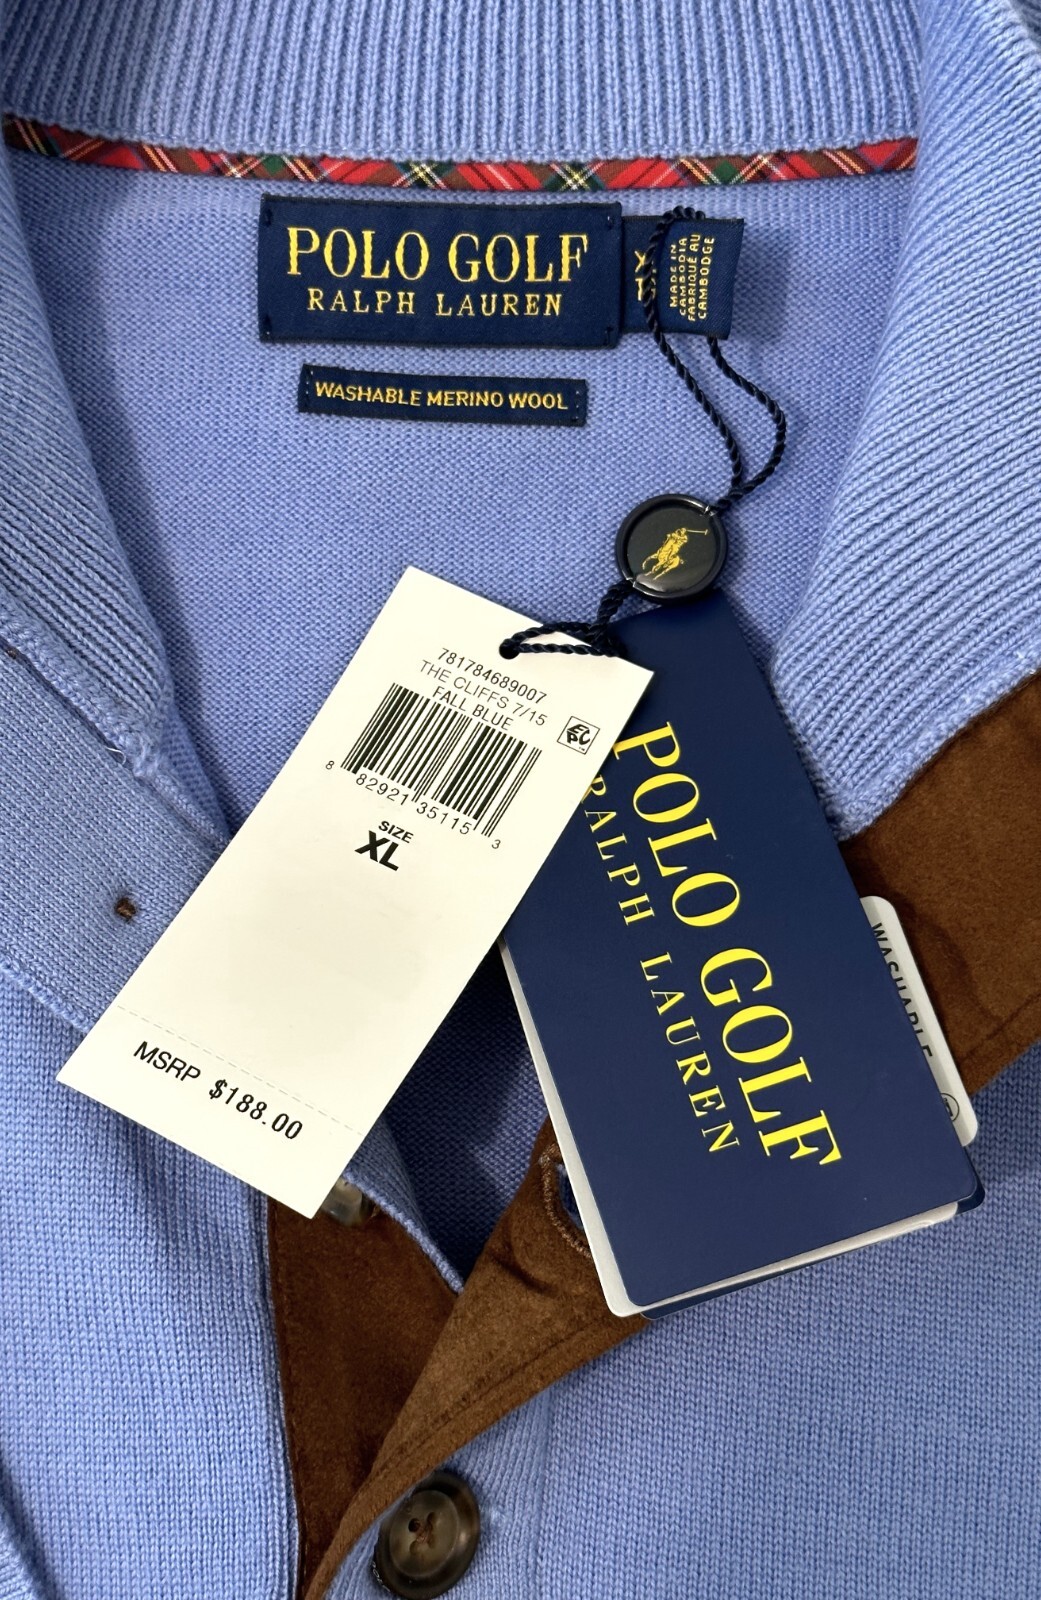 POLO GOLF
RALPH LAUREN
MADE IN
CAMBODIA
FABRIQUÉ AU
CAMBODGE
WASHABLE MERINO WOOL
781784689007
THE CLIFFS 7/15
FALL BLUE
8 82921 35115 3
SIZE
XL
MSRP $188.00
POLO GOLF
RALPH LAUREN
WASHABLE